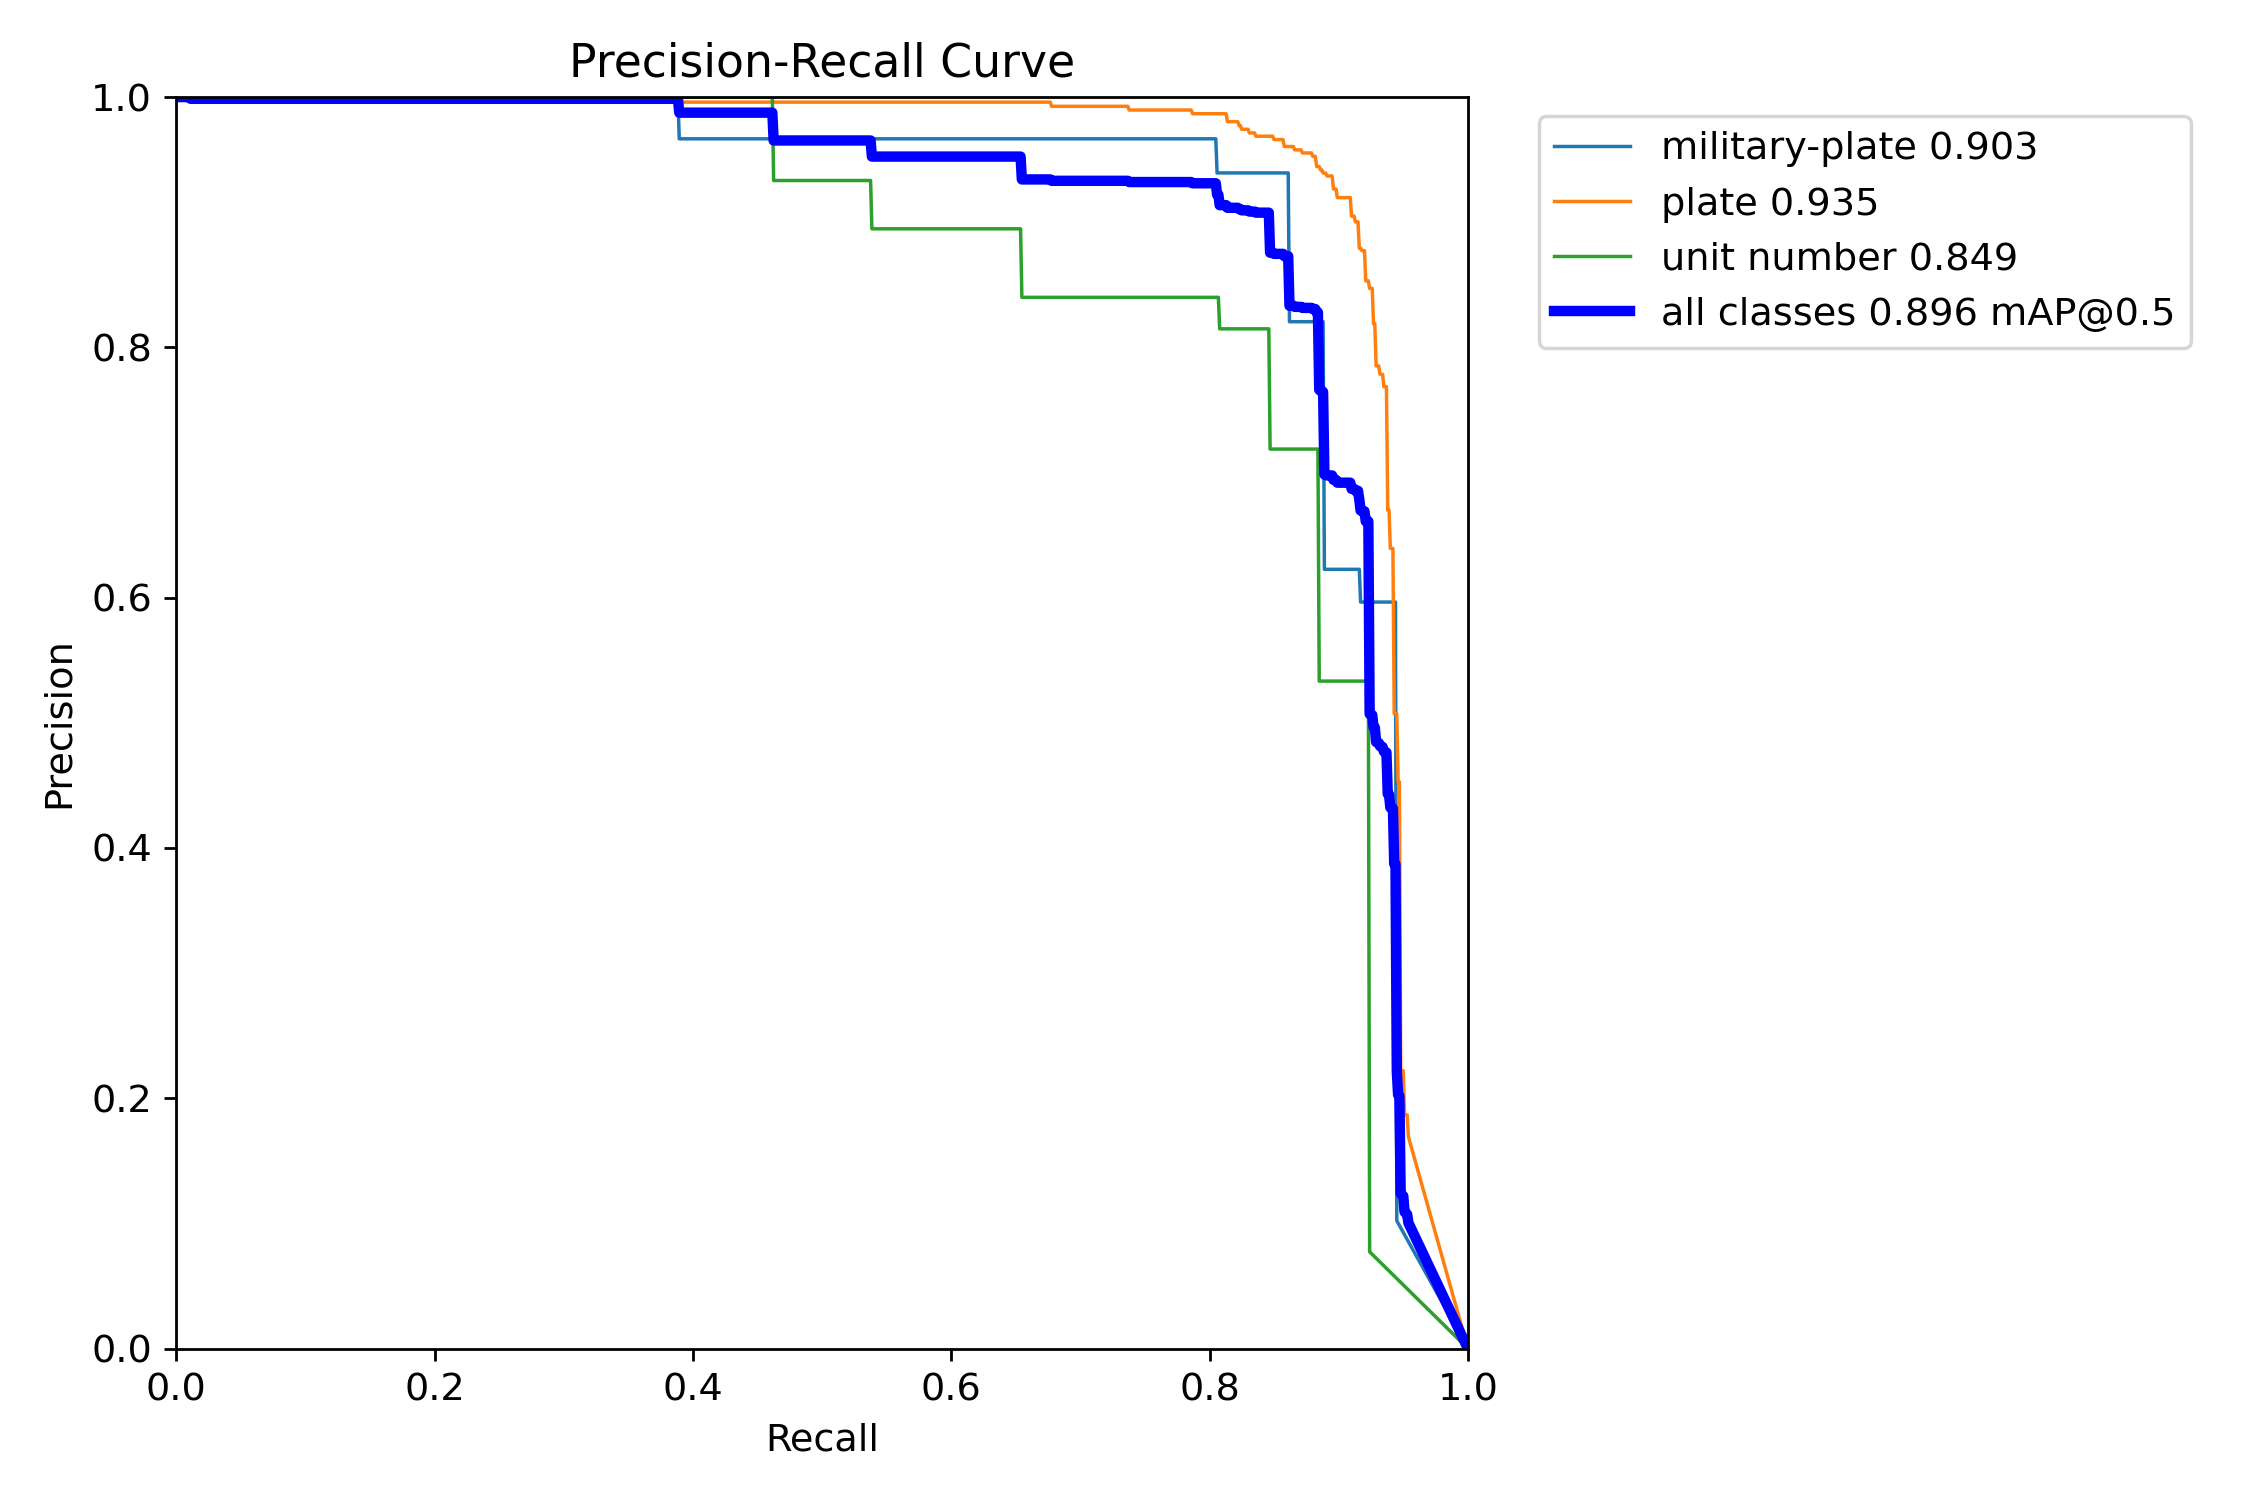 Precision-Recall Curve
1.0
0.8
0.6
0.4
0.2
0.0
Precision
0.0 0.2 0.4 0.6 0.8 1.0
Recall
military-plate 0.903
plate 0.935
unit number 0.849
all classes 0.896 mAP@0.5